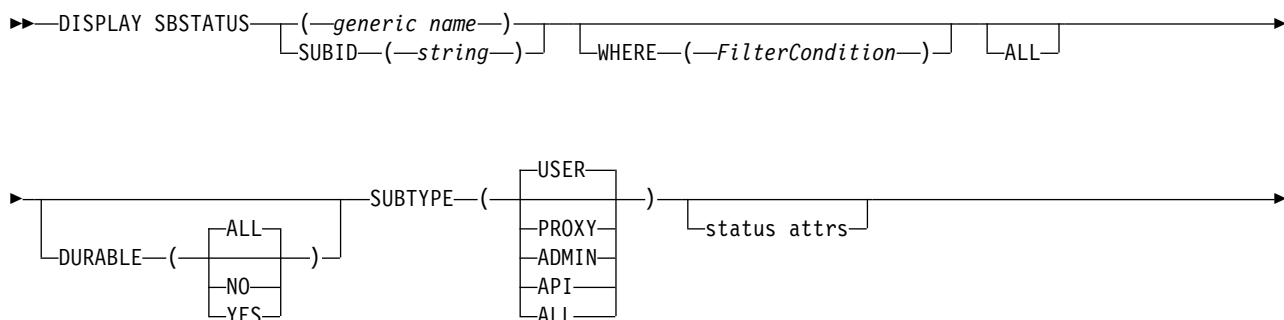 DISPLAY SBSTATUS ( generic name )
SUBID ( string ) WHERE ( FilterCondition ) ALL
USER
SUBTYPE ( )
ALL PROXY status attrs
DURABLE ( ) ADMIN
NO API
YES ALL